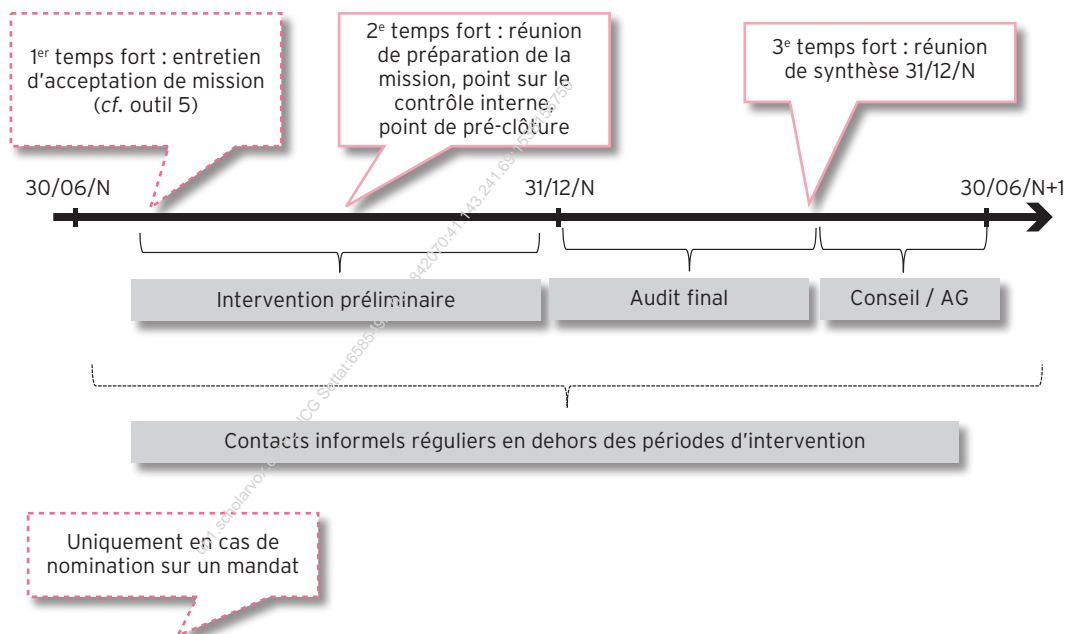 1er temps fort : entretien
d'acceptation de mission
(cf. outil 5)
2e temps fort : réunion
de préparation de la
mission, point sur le
contrôle interne,
point de pré-clôture
3e temps fort : réunion
de synthèse 31/12/N
30/06/N
31/12/N
30/06/N+1
Intervention préliminaire
Audit final
Conseil / AG
Contacts informels réguliers en dehors des périodes d'intervention
Uniquement en cas de
nomination sur un mandat